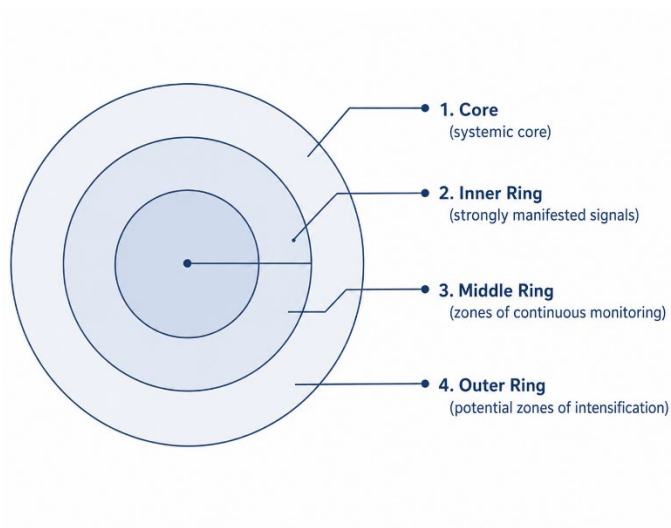 1. Core
(systemic core)
2. Inner Ring
(strongly manifested signals)
3. Middle Ring
(zones of continuous monitoring)
4. Outer Ring
(potential zones of intensification)